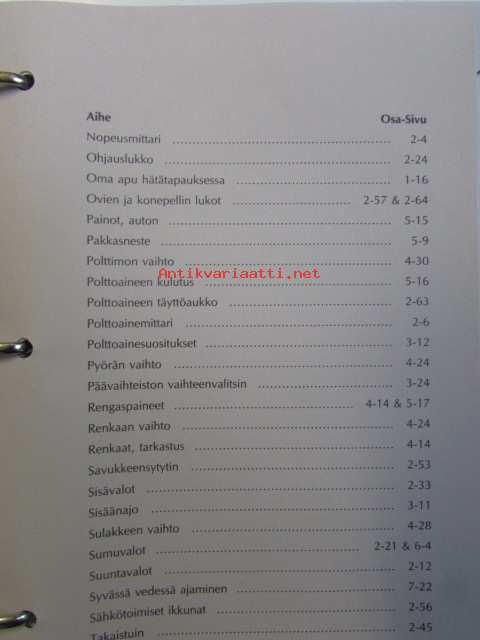 Aihe Osa-Sivu
Nopeusmittari 2-4
Ohjauslukko 2-24
Oma apu hätätapauksessa 1-16
Ovien ja konepellin lukot 2-57 & 2-64
Painot, auton 5-15
Pakkasneste 5-9
Polttimon vaihto 4-30
Antikvariaatti.net
Polttoaineen kulutus 5-16
Polttoaineen täyttöaukko 2-63
Polttoainemittari 2-6
Polttoainesuositukset 3-12
Pyörän vaihto 4-24
Päävaihteiston vaihteenvalitsin 3-24
Rengaspaineet 4-14 & 5-17
Renkaan vaihto 4-24
Renkaat, tarkastus 4-14
Savukkeensytytin 2-53
Sisävalot 2-33
Sisäänajo 3-11
Sulakkeen vaihto 4-28
Sumuvalot 2-21 & 6-4
Suuntavalot 2-12
Syvässä vedessä ajaminen 7-22
Sähkötoimiset ikkunat 2-56
Takaistuin 2-45